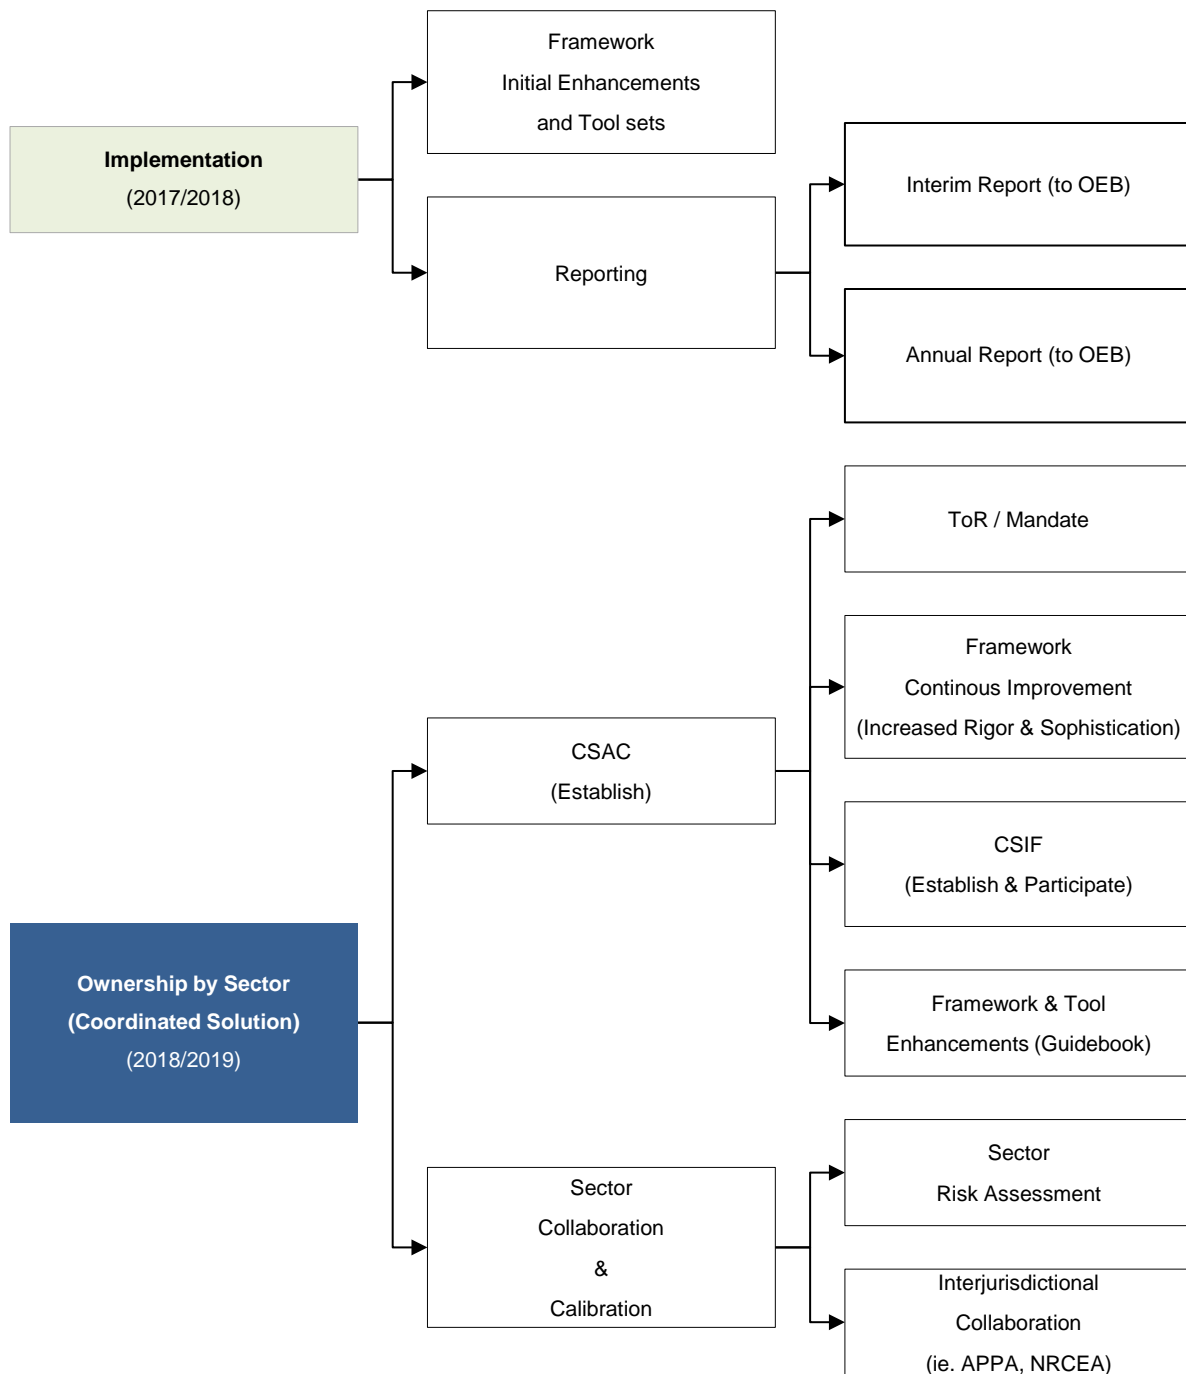 Framework
Initial Enhancements
and Tool sets
Implementation
(2017/2018)
Interim Report (to OEB)
Reporting
Annual Report (to OEB)
ToR / Mandate
Framework
Continous Improvement
(Increased Rigor & Sophistication)
CSAC
(Establish)
CSIF
(Establish & Participate)
Ownership by Sector
(Coordinated Solution)
(2018/2019)
Framework & Tool
Enhancements (Guidebook)
Sector
Risk Assessment
Sector
Collaboration
&
Calibration
Interjurisdictional
Collaboration
(ie. APPA, NRCEA)